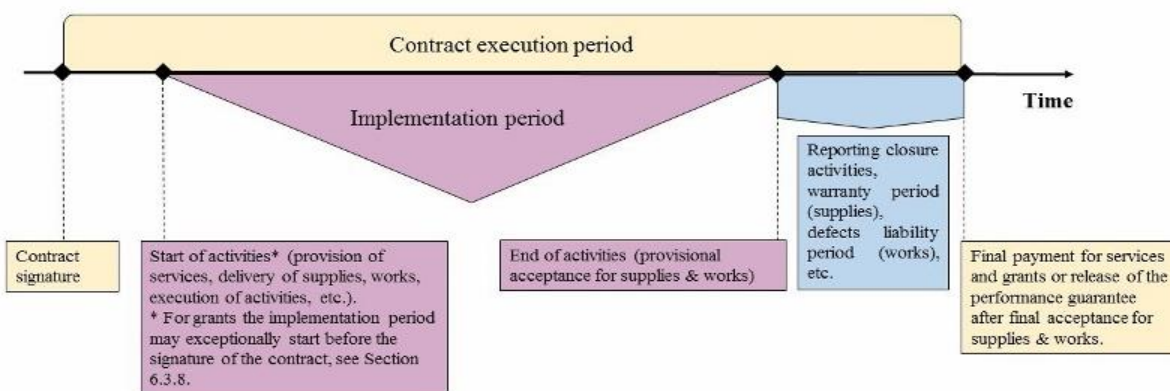 Contract execution period
Time
Implementation period
Reporting closure
activities,
warranty period
(supplies),
defects liability
period (works),
etc.
Contract
signature
Start of activities* (provision of
services, delivery of supplies, works,
execution of activities, etc.).
* For grants the implementation period
may exceptionally start before the
signature of the contract, see Section
6.3.8.
End of activities (provisional
acceptance for supplies & works)
Final payment for services
and grants or release of the
performance guarantee
after final acceptance for
supplies & works.